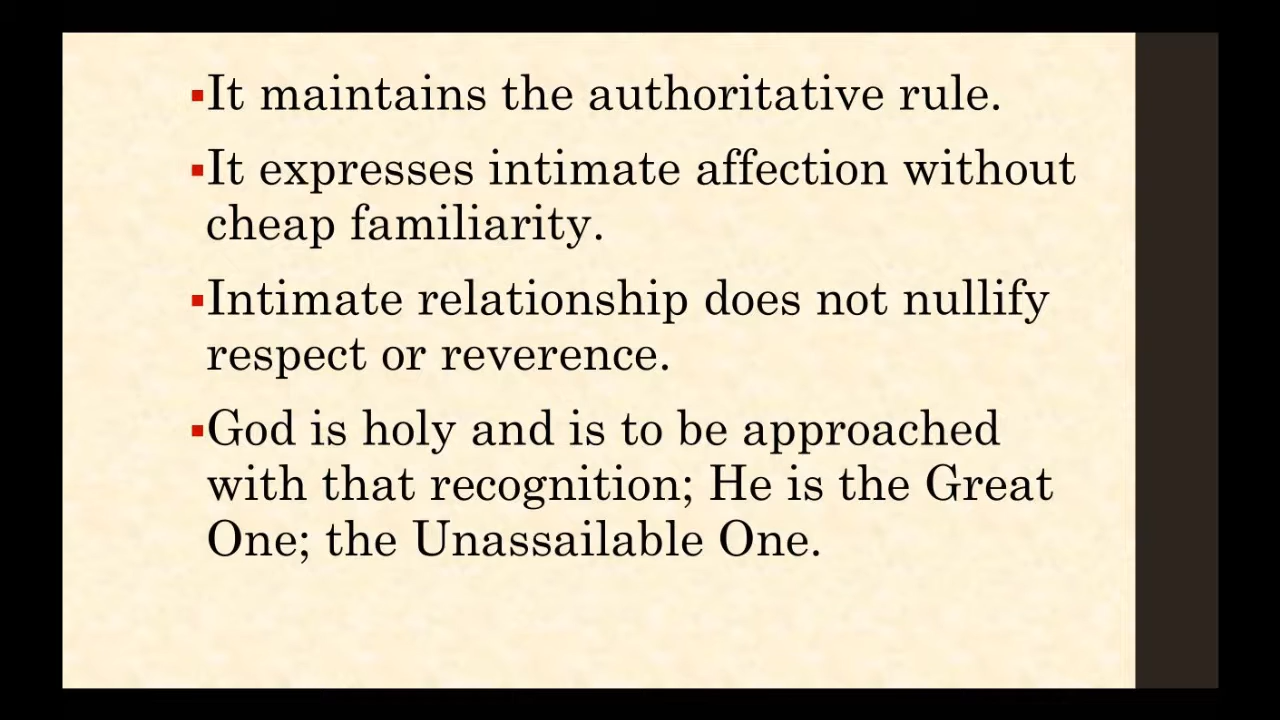 ▪It maintains the authoritative rule.
▪It expresses intimate affection without
cheap familiarity.
▪Intimate relationship does not nullify
respect or reverence.
▪God is holy and is to be approached
with that recognition; He is the Great
One; the Unassailable One.